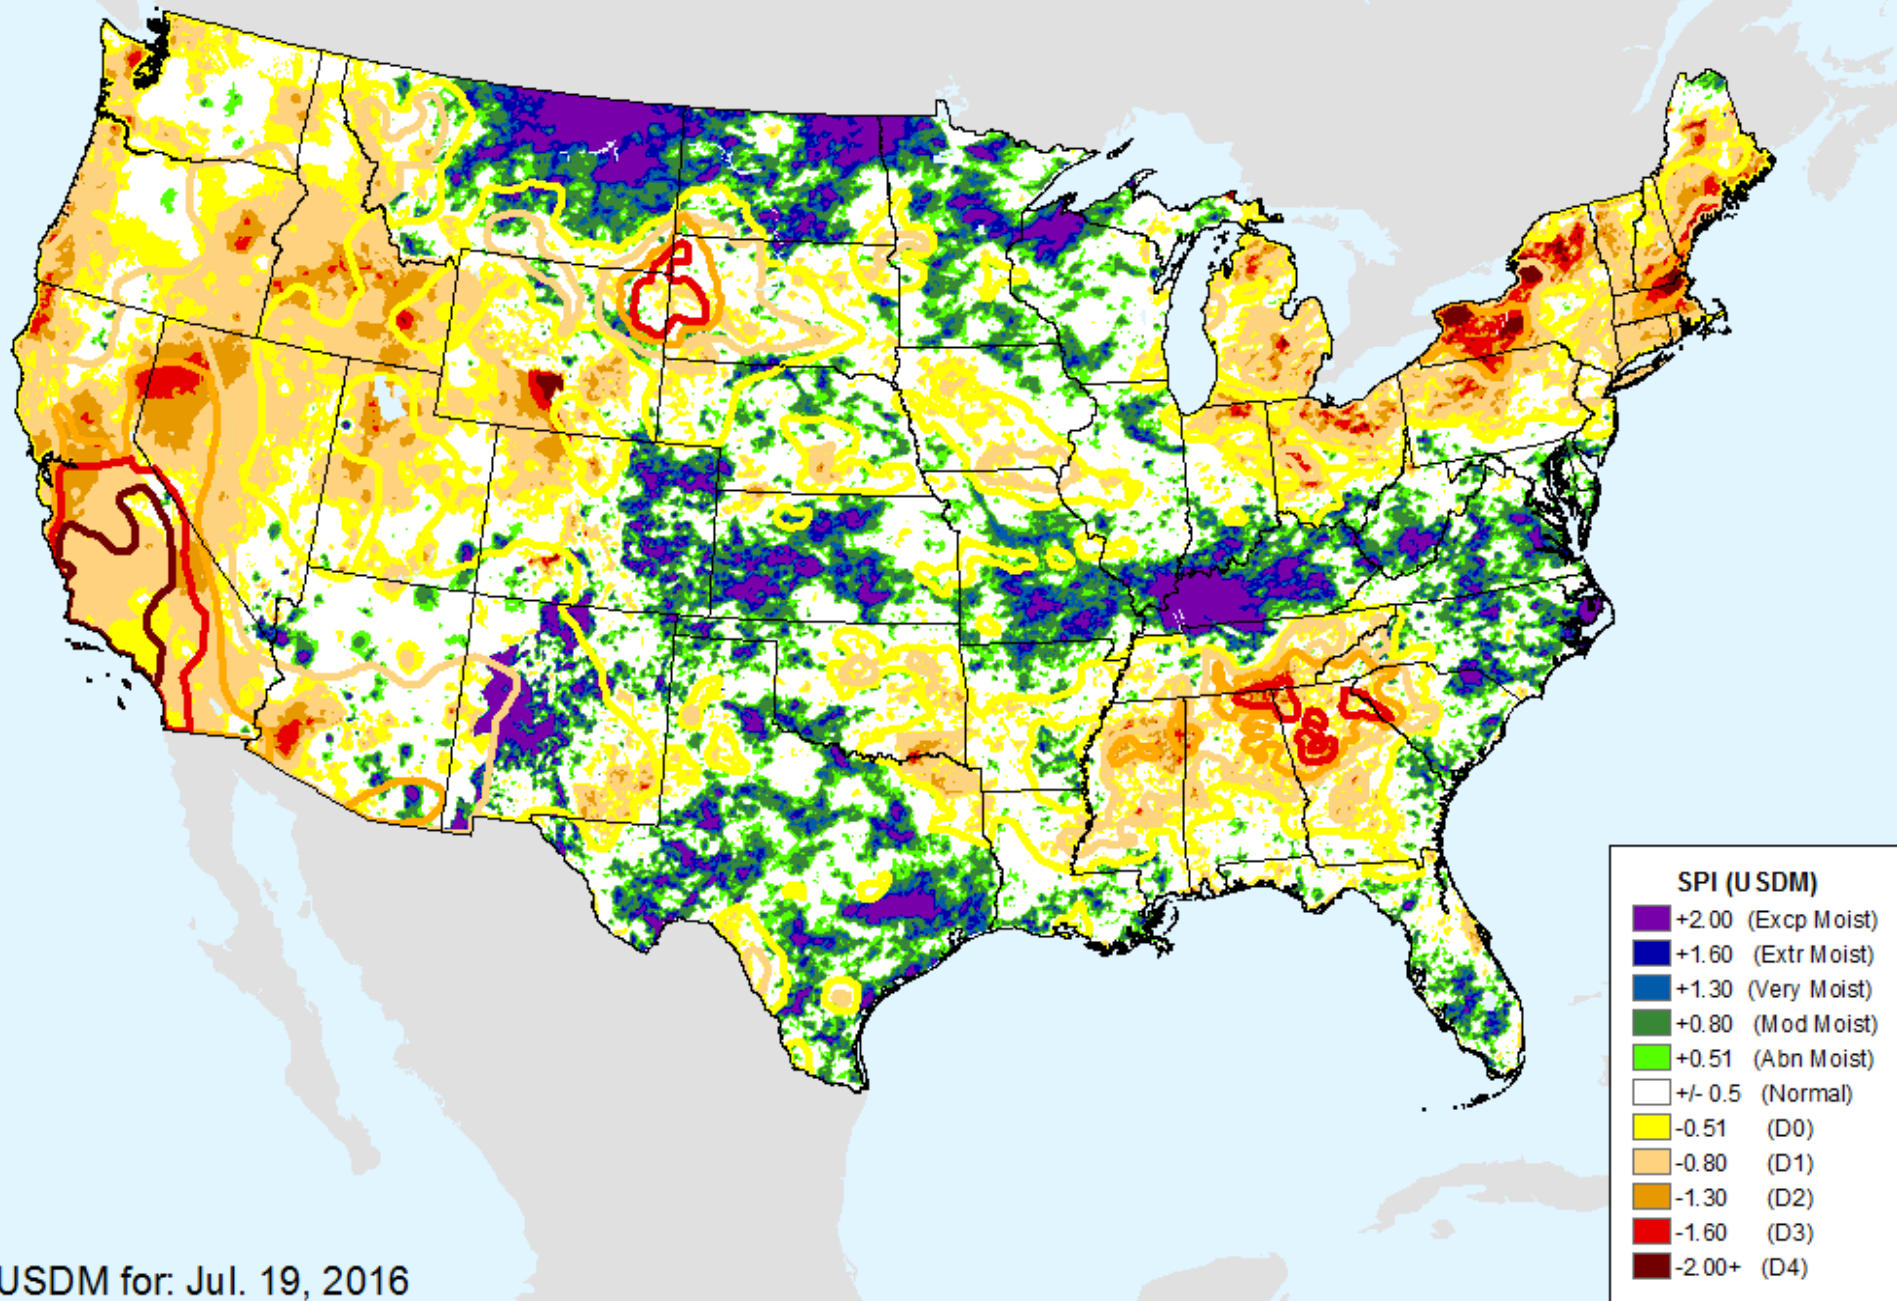 SPI (USDM)
+2.00 (Excp Moist)
+1.60 (Extr Moist)
+1.30 (Very Moist)
+0.80 (Mod Moist)
+0.51 (Abn Moist)
+/- 0.5 (Normal)
-0.51 (D0)
-0.80 (D1)
-1.30 (D2)
-1.60 (D3)
-2.00+ (D4)
USDM for: Jul. 19, 2016